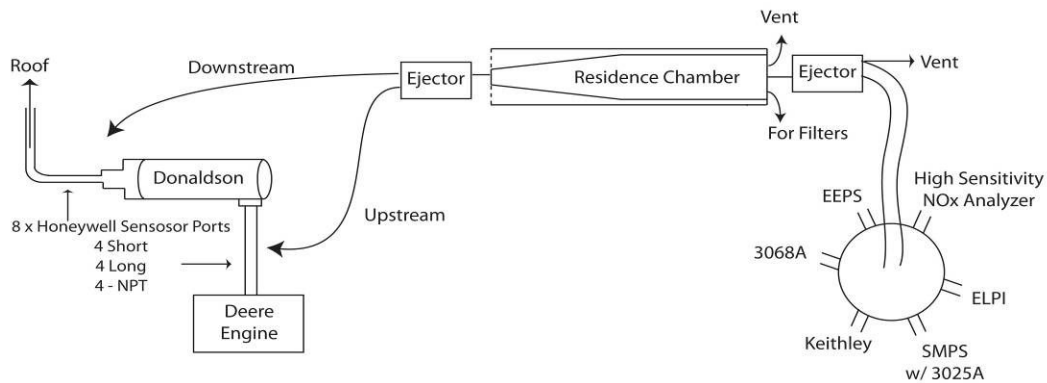 Roof
Downstream
Ejector
Residence Chamber
Vent
Ejector
Vent
For Filters
Donaldson
8 x Honeywell Sensosor Ports
4 Short
4 Long
4 - NPT
Upstream
Deere
Engine
EEPS
High Sensitivity
NOx Analyzer
3068A
ELPI
Keithley
SMPS
w/ 3025A